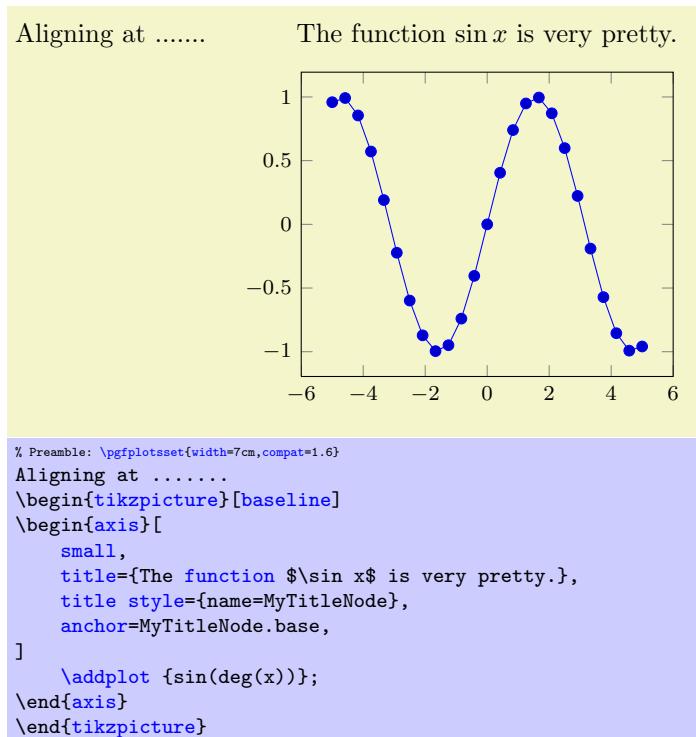 Aligning at ....... The function sin x is very pretty.
1
0.5
0
−0.5
−1
−6 −4 −2 0 2 4 6
% Preamble: \pgfplotsset{width=7cm,compat=1.6}
Aligning at .......
\begin{tikzpicture}[baseline]
\begin{axis}[
    small,
    title={The function $\sin x$ is very pretty.},
    title style={name=MyTitleNode},
    anchor=MyTitleNode.base,
]
    \addplot {sin(deg(x))};
\end{axis}
\end{tikzpicture}